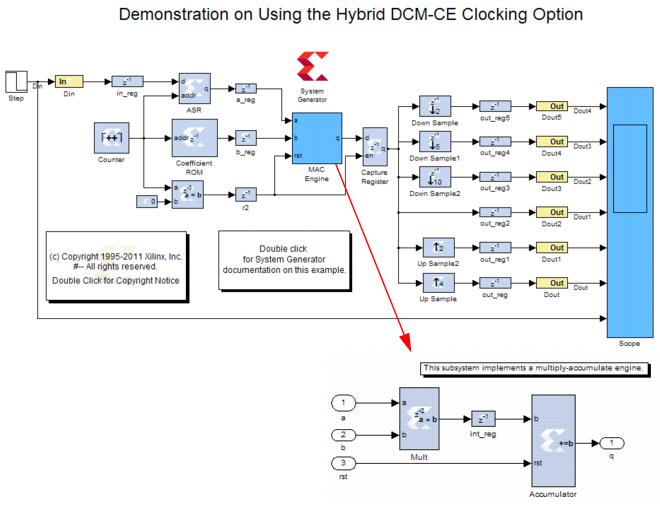 Demonstration on Using the Hybrid DCM-CE Clocking Option
Step
Din
In
Din
z⁻¹
in_reg
d
addr
q
ASR
z⁻¹
a_reg
System
Generator
[++]
Counter
addr z⁻¹
Coefficient
ROM
z⁻¹
b_reg
0
a
b
z⁻¹
a = b
z⁻¹
r2
a
b
rst
q
MAC
Engine
d
en
z⁻¹
q
Capture
Register
z⁻¹
↓2
Down Sample
z⁻¹
out_reg5
Out
Dout5
Dout4
z⁻¹
↓5
Down Sample1
z⁻¹
out_reg4
Out
Dout4
Dout3
z⁻¹
↓10
Down Sample2
z⁻¹
out_reg3
Out
Dout3
Dout2
z⁻¹
out_reg2
Out
Dout2
Dout1
↑2
Up Sample2
z⁻¹
out_reg1
Out
Dout1
Dout1
↑4
Up Sample
z⁻¹
out_reg
Out
Dout
Dout
Scope
(c) Copyright 1995-2011 Xilinx, Inc.
#-- All rights reserved.
Double Click for Copyright Notice
Double click
for System Generator
documentation on this example.
This subsystem implements a multiply-accumulate engine.
1
a
2
b
3
rst
a
b
z⁻²
a = b
Mult
z⁻¹
int_reg
b
rst
+=b
Accumulator
1
q